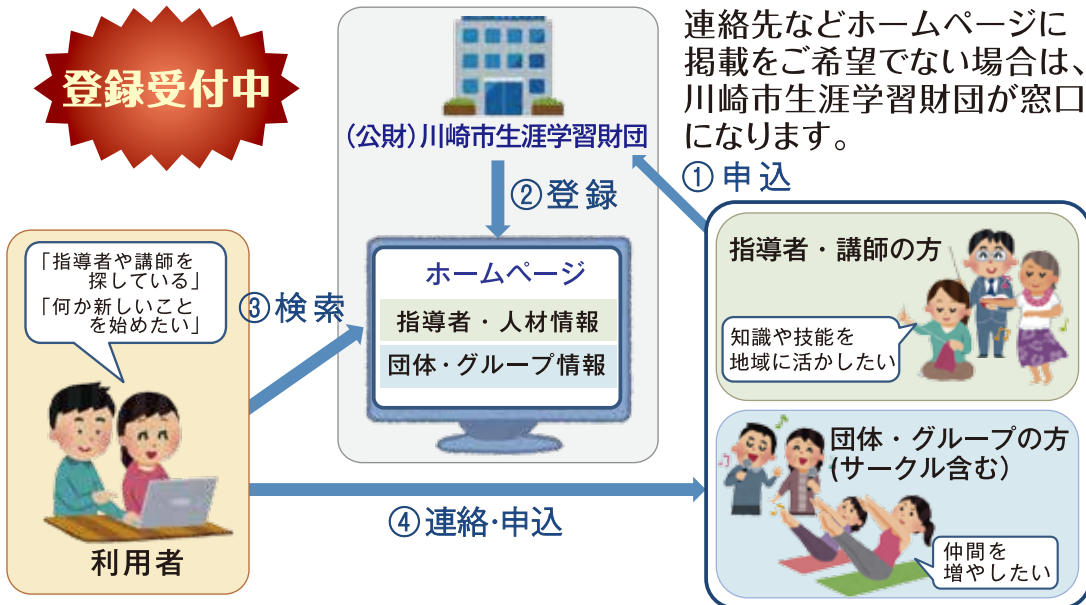 登録受付中
(公財)川崎市生涯学習財団
連絡先などホームページに
掲載をご希望でない場合は、
川崎市生涯学習財団が窓口
になります。
①申込
②登録
ホームページ
指導者・人材情報
団体・グループ情報
「指導者や講師を
探している」
「何か新しいこと
を始めたい」
③検索
利用者
④連絡・申込
指導者・講師の方
知識や技能を
地域に活かしたい
団体・グループの方
(サークル含む)
仲間を
増やしたい